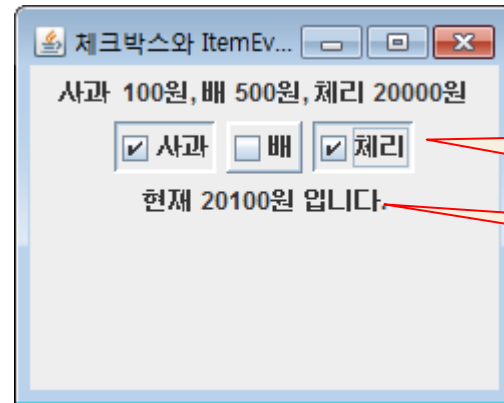 체크박스와 ItemEv...
사과 100원, 배 500원, 체리 20000원
사과 배 체리
현재 20100원 입니다.